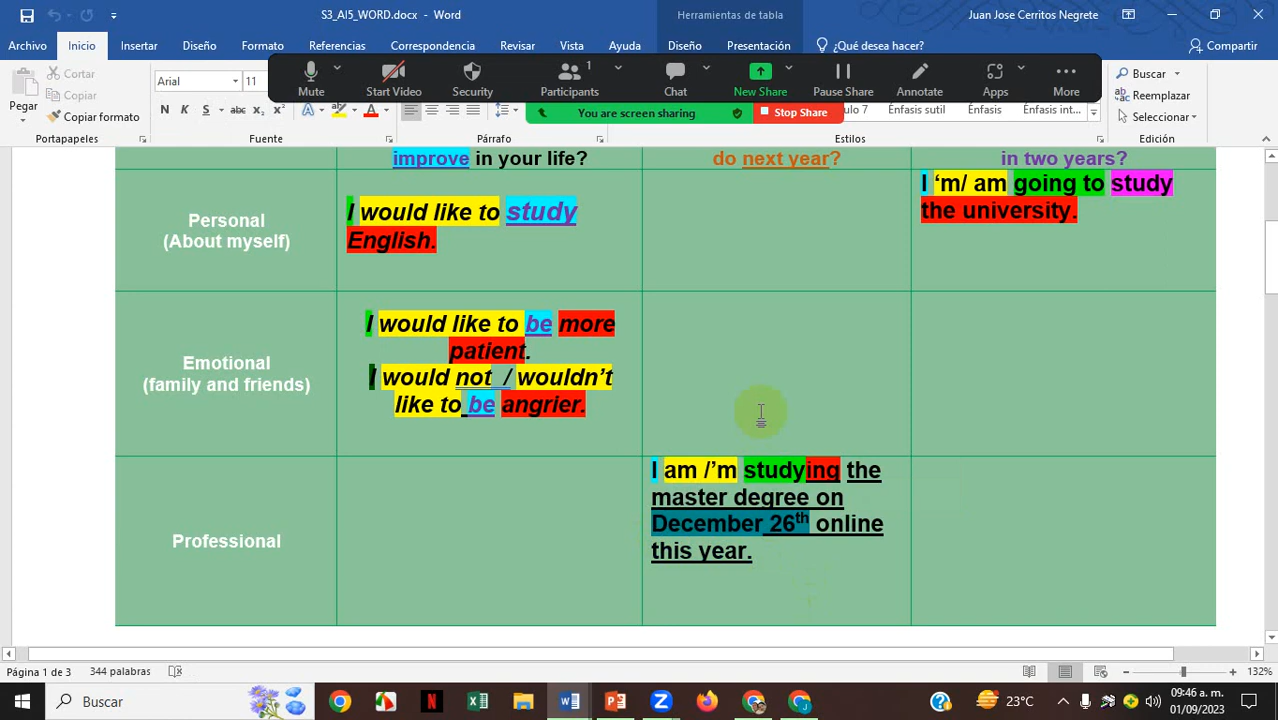 S3_AI5_WORD.docx - Word
Herramientas de tabla
Juan Jose Cerritos Negrete
Archivo Inicio Insertar Diseño Formato Referencias Correspondencia Revisar Vista Ayuda Diseño Presentación ¿Qué desea hacer? Compartir
Mute Start Video Security Participants 1 Chat New Share Pause Share Annotate Apps More
You are screen sharing Stop Share
Pegar
Cortar
Copiar
Copiar formato
Portapapeles
Arial 11
N K S abc X₂ X²
Fuente
Párrafo
ulo 7 Énfasis sutil Énfasis Énfasis int...
Estilos
Buscar
Reemplazar
Seleccionar
Edición
improve in your life?
do next year?
in two years?
Personal
(About myself)
I would like to study
English.
I ‘m/ am going to study
the university.
Emotional
(family and friends)
I would like to be more
patient.
I would not / wouldn’t
like to be angrier.
Professional
I am /’m studying the
master degree on
December 26th online
this year.
Página 1 de 3 344 palabras
132%
Buscar
23°C
09:46 a. m.
01/09/2023